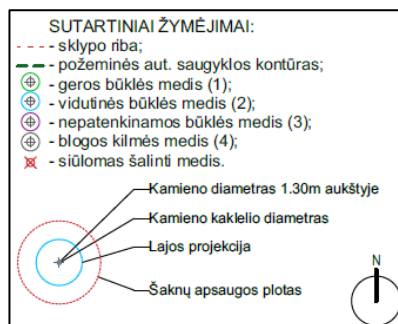 SUTARTINIAI ŽYMĖJIMAI:
- sklypo riba;
- požeminės aut. saugyklos kontūras;
- geros būklės medis (1);
- vidutinės būklės medis (2);
- nepatenkinamos būklės medis (3);
- blogos kilmės medis (4);
- siūlomas šalinti medis.
Kamieno diametras 1.30m aukštyje
Kamieno kaklelio diametras
Lajos projekcija
Šaknų apsaugos plotas
N